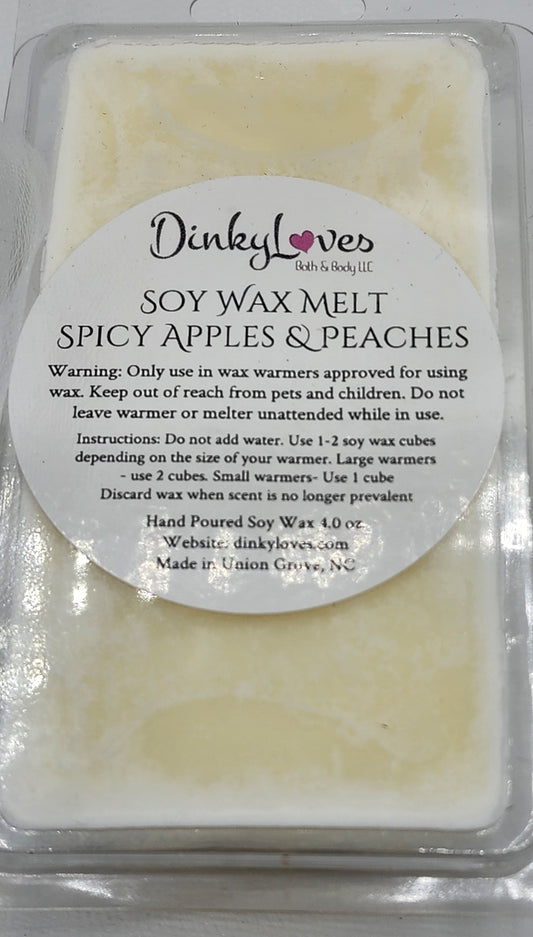 DinkyLoves
Bath & Body LLC
Soy Wax Melt
Spicy Apples & Peaches
Warning: Only use in wax warmers approved for using
wax. Keep out of reach from pets and children. Do not
leave warmer or melter unattended while in use.
Instructions: Do not add water. Use 1-2 soy wax cubes
depending on the size of your warmer. Large warmers
- use 2 cubes. Small warmers- Use 1 cube
Discard wax when scent is no longer prevalent
Hand Poured Soy Wax 4.0 oz
Website: dinkyloves.com
Made in Union Grove, NC